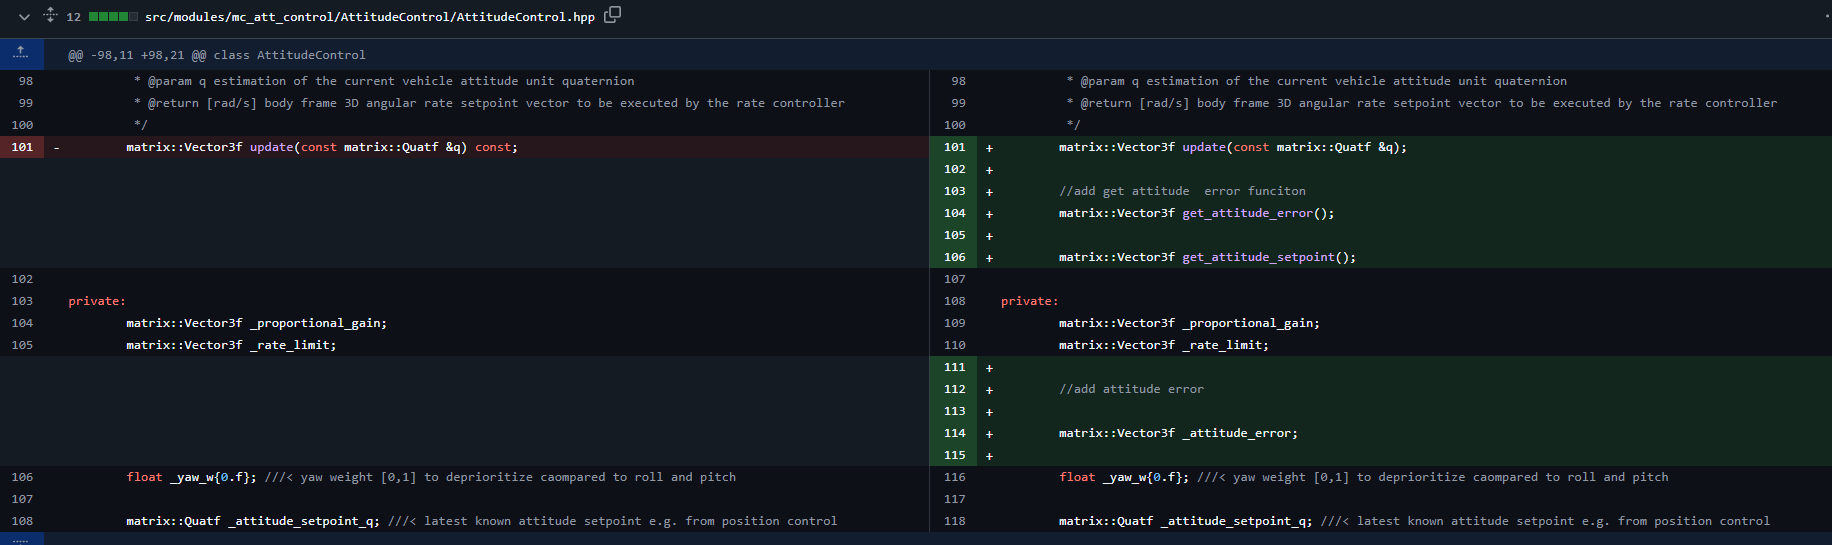 12 src/modules/mc_att_control/AttitudeControl/AttitudeControl.hpp
@@ -98,11 +98,21 @@ class AttitudeControl
98 * @param q estimation of the current vehicle attitude unit quaternion
99 * @return [rad/s] body frame 3D angular rate setpoint vector to be executed by the rate controller
100 */
101 - matrix::Vector3f update(const matrix::Quatf &q) const;
102
103 private:
104 matrix::Vector3f _proportional_gain;
105 matrix::Vector3f _rate_limit;
106 float _yaw_w{0.f}; ///< yaw weight [0,1] to deprioritize caompared to roll and pitch
107
108 matrix::Quatf _attitude_setpoint_q; ///< latest known attitude setpoint e.g. from position control
98 * @param q estimation of the current vehicle attitude unit quaternion
99 * @return [rad/s] body frame 3D angular rate setpoint vector to be executed by the rate controller
100 */
101 + matrix::Vector3f update(const matrix::Quatf &q);
102 +
103 + //add get attitude  error funciton
104 + matrix::Vector3f get_attitude_error();
105 +
106 + matrix::Vector3f get_attitude_setpoint();
107
108 private:
109 matrix::Vector3f _proportional_gain;
110 matrix::Vector3f _rate_limit;
111 +
112 + //add attitude error
113 +
114 + matrix::Vector3f _attitude_error;
115 +
116 float _yaw_w{0.f}; ///< yaw weight [0,1] to deprioritize caompared to roll and pitch
117
118 matrix::Quatf _attitude_setpoint_q; ///< latest known attitude setpoint e.g. from position control